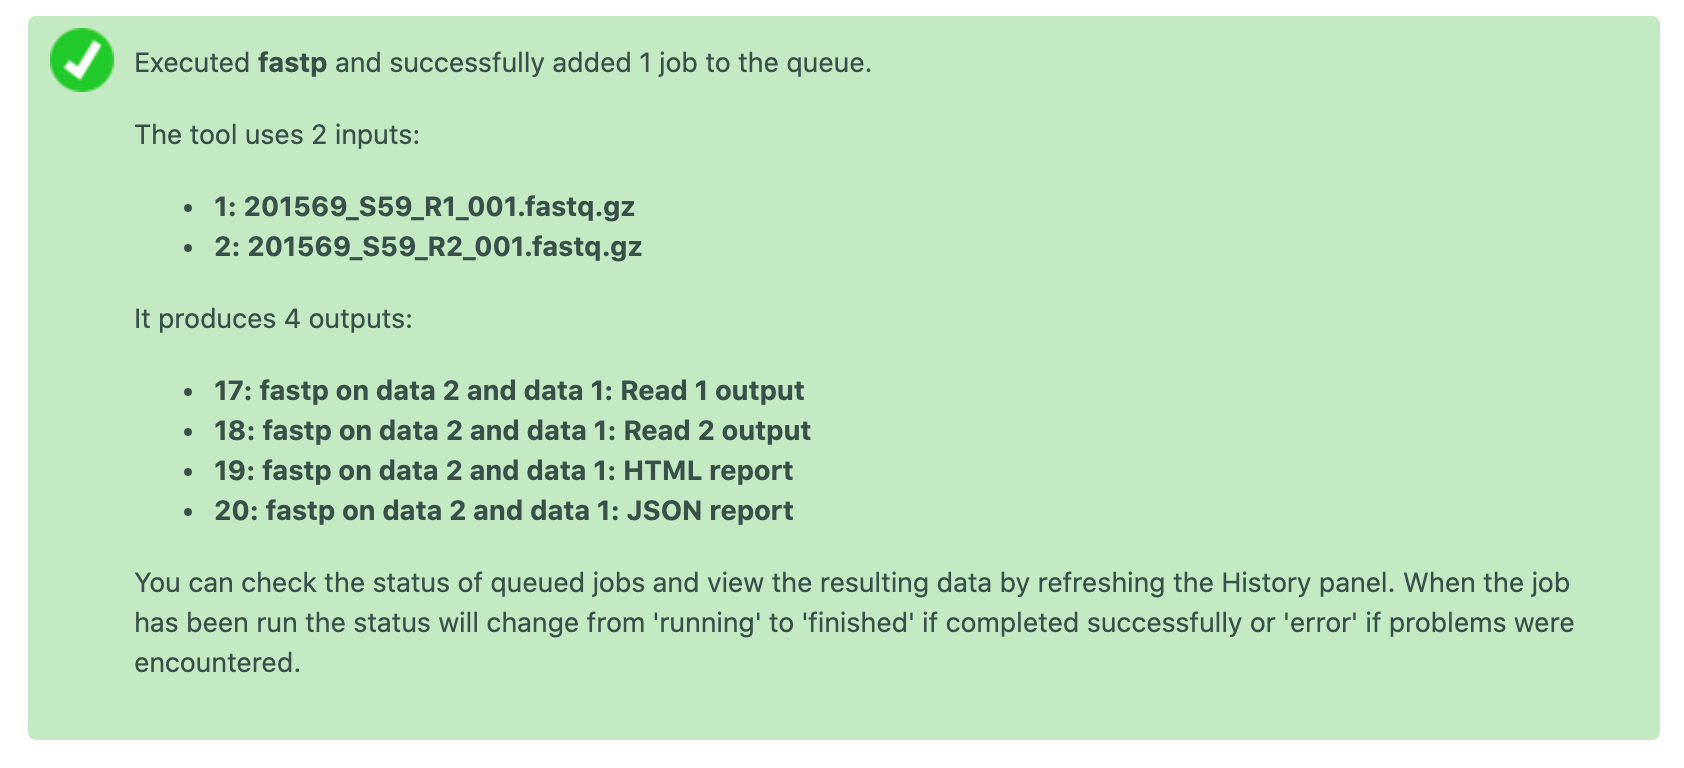 Executed fastp and successfully added 1 job to the queue.
The tool uses 2 inputs:
• 1: 201569_S59_R1_001.fastq.gz
• 2: 201569_S59_R2_001.fastq.gz
It produces 4 outputs:
• 17: fastp on data 2 and data 1: Read 1 output
• 18: fastp on data 2 and data 1: Read 2 output
• 19: fastp on data 2 and data 1: HTML report
• 20: fastp on data 2 and data 1: JSON report
You can check the status of queued jobs and view the resulting data by refreshing the History panel. When the job
has been run the status will change from 'running' to 'finished' if completed successfully or 'error' if problems were
encountered.